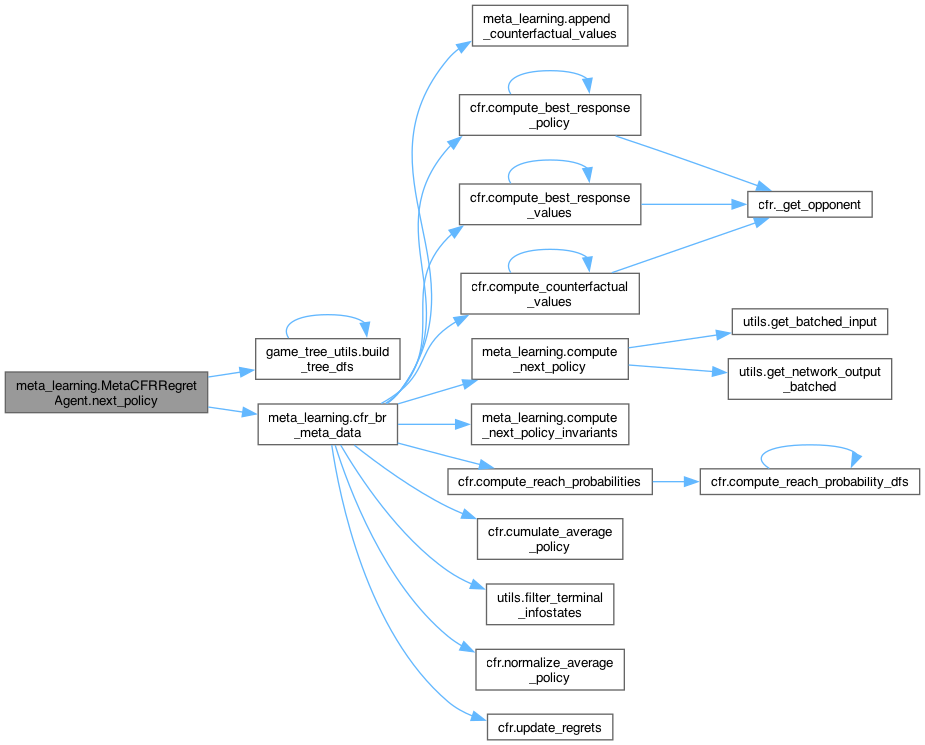 meta_learning.append
_counterfactual_values
cfr.compute_best_response
_policy
cfr.compute_best_response
_values
cfr._get_opponent
cfr.compute_counterfactual
_values
utils.get_batched_input
game_tree_utils.build
_tree_dfs
meta_learning.compute
_next_policy
utils.get_network_output
_batched
meta_learning.MetaCFRRegret
Agent.next_policy
meta_learning.cfr_br
_meta_data
meta_learning.compute
_next_policy_invariants
cfr.compute_reach_probabilities
cfr.compute_reach_probability_dfs
cfr.cumulate_average
_policy
utils.filter_terminal
_infostates
cfr.normalize_average
_policy
cfr.update_regrets